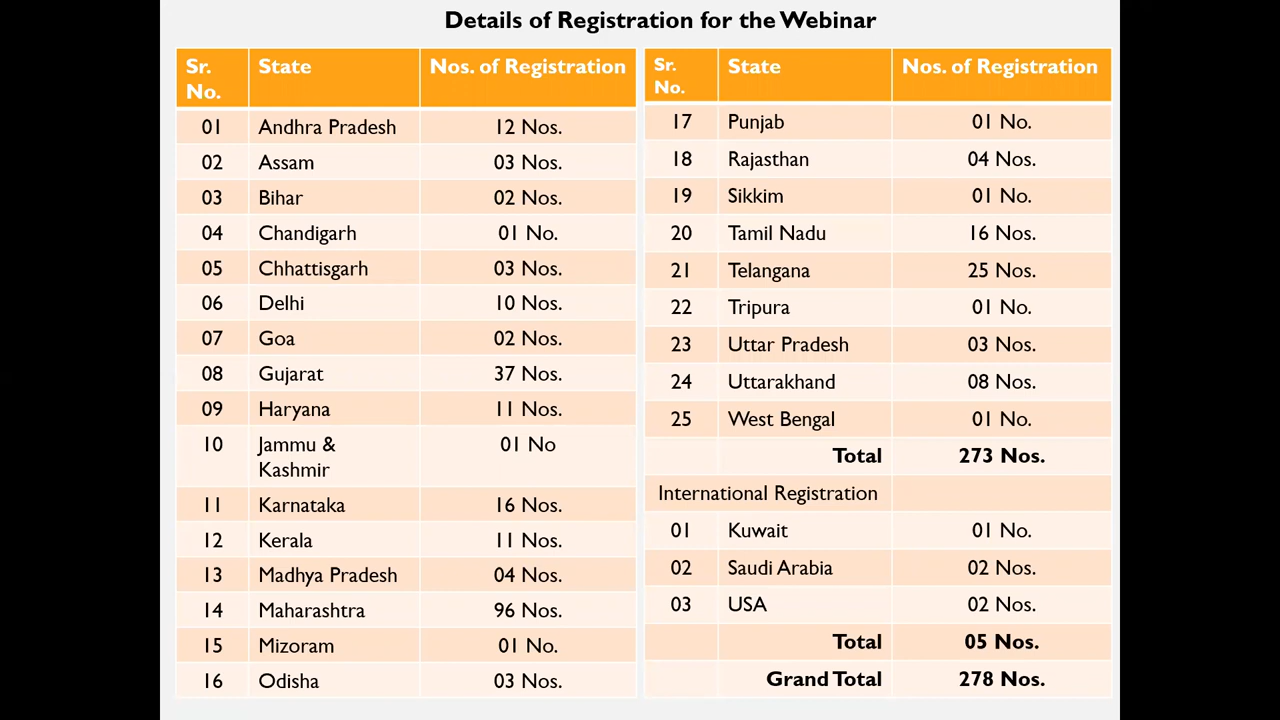 Details of Registration for the Webinar
Sr. No. State Nos. of Registration
01 Andhra Pradesh 12 Nos.
02 Assam 03 Nos.
03 Bihar 02 Nos.
04 Chandigarh 01 No.
05 Chhattisgarh 03 Nos.
06 Delhi 10 Nos.
07 Goa 02 Nos.
08 Gujarat 37 Nos.
09 Haryana 11 Nos.
10 Jammu & Kashmir 01 No
11 Karnataka 16 Nos.
12 Kerala 11 Nos.
13 Madhya Pradesh 04 Nos.
14 Maharashtra 96 Nos.
15 Mizoram 01 No.
16 Odisha 03 Nos.
Sr. No. State Nos. of Registration
17 Punjab 01 No.
18 Rajasthan 04 Nos.
19 Sikkim 01 No.
20 Tamil Nadu 16 Nos.
21 Telangana 25 Nos.
22 Tripura 01 No.
23 Uttar Pradesh 03 Nos.
24 Uttarakhand 08 Nos.
25 West Bengal 01 No.
Total 273 Nos.
International Registration
01 Kuwait 01 No.
02 Saudi Arabia 02 Nos.
03 USA 02 Nos.
Total 05 Nos.
Grand Total 278 Nos.